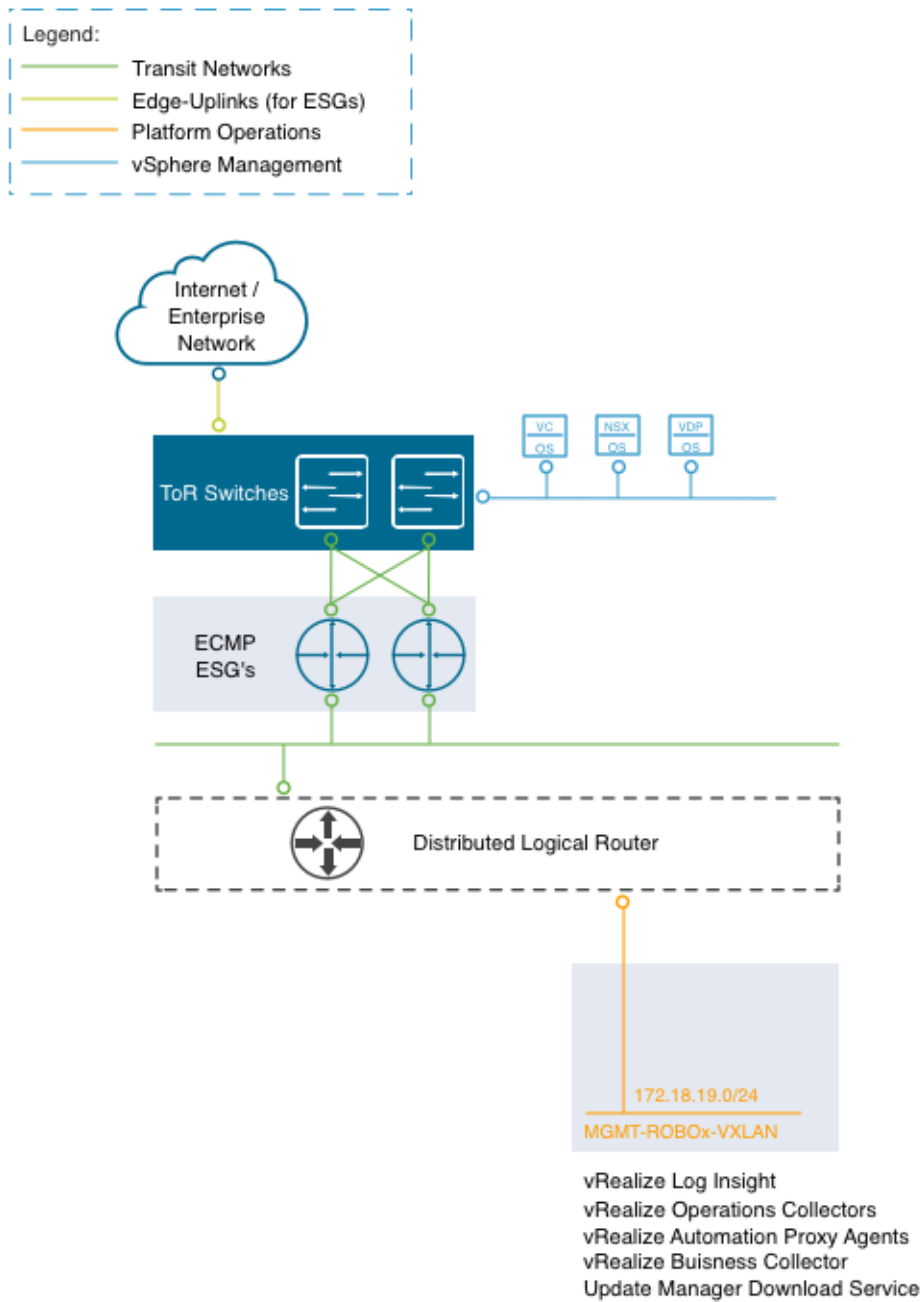 Legend:
Transit Networks
Edge-Uplinks (for ESGs)
Platform Operations
vSphere Management
Internet /
Enterprise
Network
VC
OS
NSX
OS
VDP
OS
ToR Switches
ECMP
ESG's
Distributed Logical Router
172.18.19.0/24
MGMT-ROBOx-VXLAN
vRealize Log Insight
vRealize Operations Collectors
vRealize Automation Proxy Agents
vRealize Buisness Collector
Update Manager Download Service